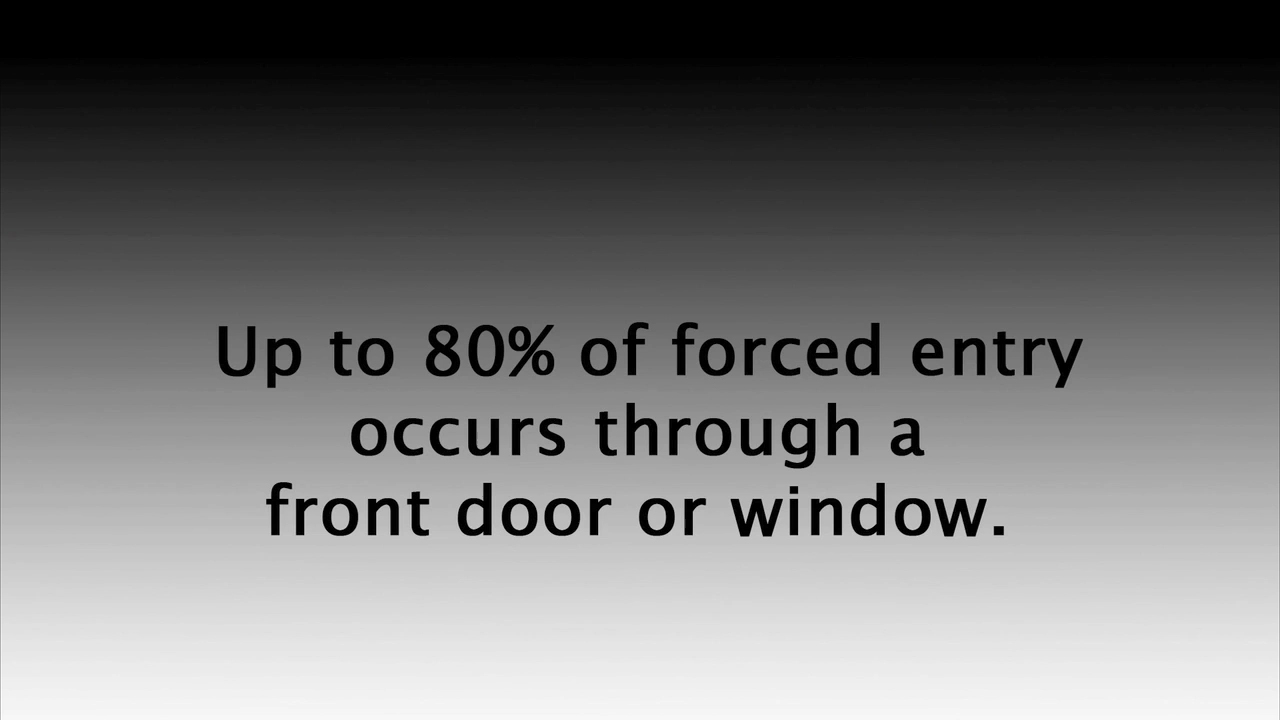 Up to 80% of forced entry
occurs through a
front door or window.